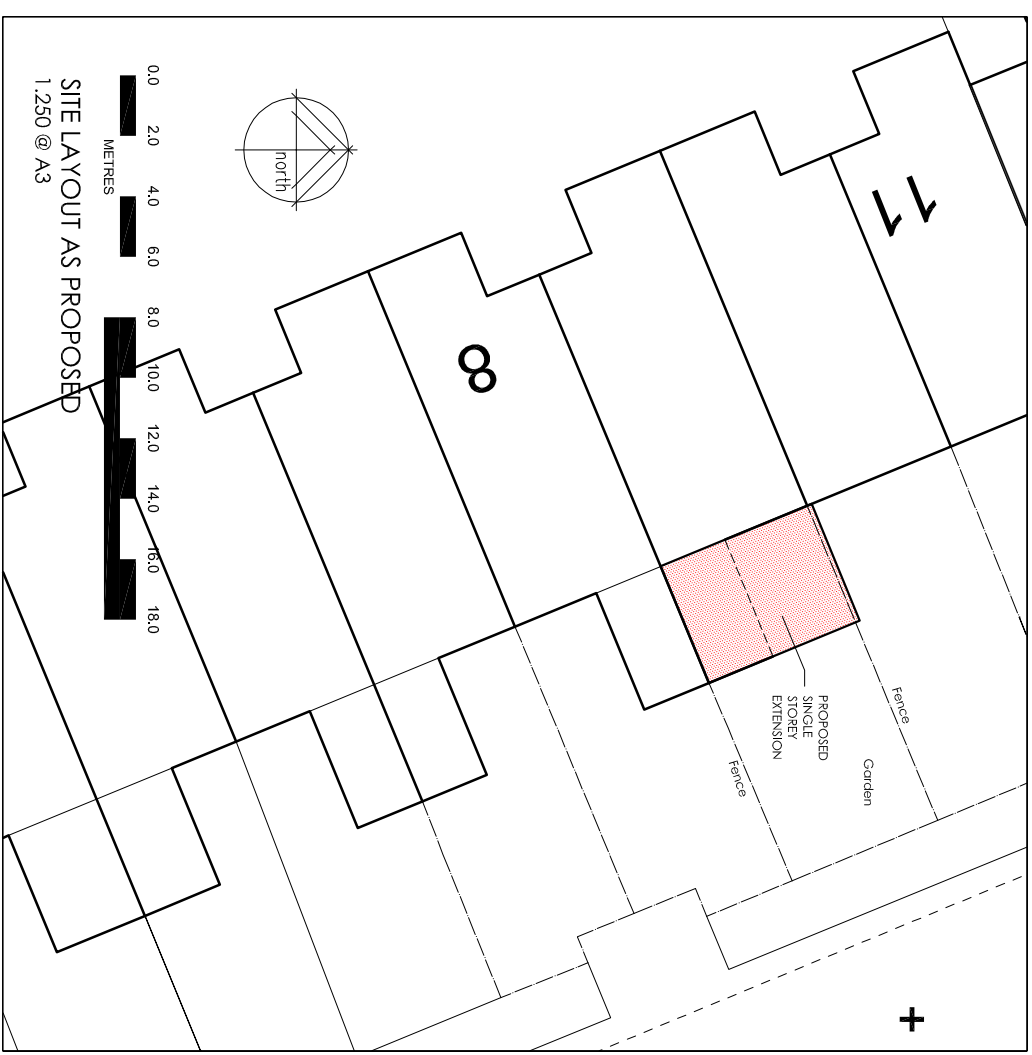 11
8
PROPOSED
SINGLE
STOREY
EXTENSION
Fence
Garden
Fence
north
0.0 2.0 4.0 6.0 8.0 10.0 12.0 14.0 16.0 18.0
METRES
SITE LAYOUT AS PROPOSED
1.250 @ A3